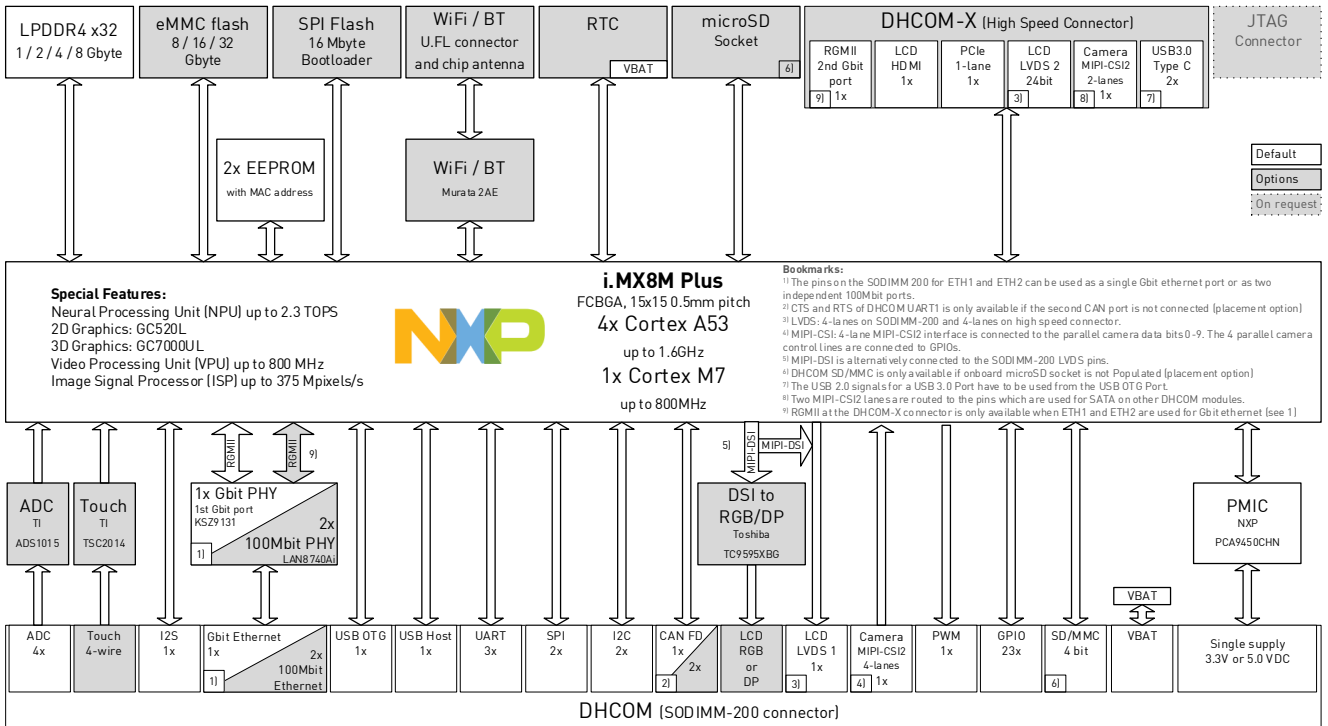 LPDDR4 x32
1 / 2 / 4 / 8 Gbyte
eMMC flash
8 / 16 / 32
Gbyte
SPI Flash
16 Mbyte
Bootloader
WiFi / BT
U.FL connector
and chip antenna
RTC
VBAT
microSD
Socket
6)
DHCOM-X (High Speed Connector)
RGMII
2nd Gbit
port
9) 1x
LCD
HDMI
1x
PCIe
1-lane
1x
LCD
LVDS 2
24bit
3)
Camera
MIPI-CSI2
2-lanes
8) 1x
USB3.0
Type C
2x
7)
JTAG
Connector
2x EEPROM
with MAC address
WiFi / BT
Murata 2AE
Default
Options
On request
Special Features:
Neural Processing Unit (NPU) up to 2.3 TOPS
2D Graphics: GC520L
3D Graphics: GC7000UL
Video Processing Unit (VPU) up to 800 MHz
Image Signal Processor (ISP) up to 375 Mpixels/s
NXP
i.MX8M Plus
FCBGA, 15x15 0.5mm pitch
4x Cortex A53
up to 1.6GHz
1x Cortex M7
up to 800MHz
Bookmarks:
1) The pins on the SODIMM 200 for ETH1 and ETH2 can be used as a single Gbit ethernet port or as two
independent 100Mbit ports.
2) CTS and RTS of DHCOM UART1 is only available if the second CAN port is not connected (placement option)
3) LVDS: 4-lanes on SODIMM-200 and 4-lanes on high speed connector.
4) MIPI-CSI: 4-lane MIPI-CSI2 interface is connected to the parallel camera data bits 0-9. The 4 parallel camera
control lines are connected to GPIOs.
5) MIPI-DSI is alternatively connected to the SODIMM-200 LVDS pins.
6) DHCOM SD/MMC is only available if onboard microSD socket is not Populated (placement option)
7) The USB 2.0 signals for a USB 3.0 Port have to be used from the USB OTG Port.
8) Two MIPI-CSI2 lanes are routed to the pins which are used for SATA on other DHCOM modules.
9) RGMII at the DHCOM-X connector is only available when ETH1 and ETH2 are used for Gbit ethernet (see 1)
RGMII
RGMII
9)
5)
MIPI-DSI
MIPI-DSI
ADC
TI
ADS1015
Touch
TI
TSC2014
1x Gbit PHY
1st Gbit port
KSZ9131
2x
100Mbit PHY
1)
LAN8740Ai
DSI to
RGB/DP
Toshiba
TC9595XBG
PMIC
NXP
PCA9450CHN
VBAT
ADC
4x
Touch
4-wire
I2S
1x
Gbit Ethernet
1x
2x
100Mbit
1)
Ethernet
USB OTG
1x
USB Host
1x
UART
3x
SPI
2x
I2C
2x
CAN FD
1x
2x
2)
LCD
RGB
or
DP
LCD
LVDS 1
1x
3)
Camera
MIPI-CSI2
4-lanes
4) 1x
PWM
1x
GPIO
23x
SD/MMC
4 bit
6)
VBAT
Single supply
3.3V or 5.0 VDC
DHCOM (SODIMM-200 connector)